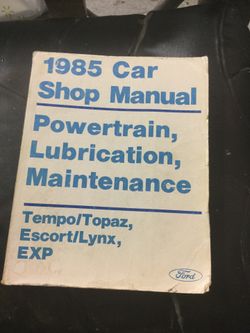 1985 Car
Shop Manual
Powertrain,
Lubrication,
Maintenance
Tempo/Topaz,
Escort/Lynx,
EXP
Ford